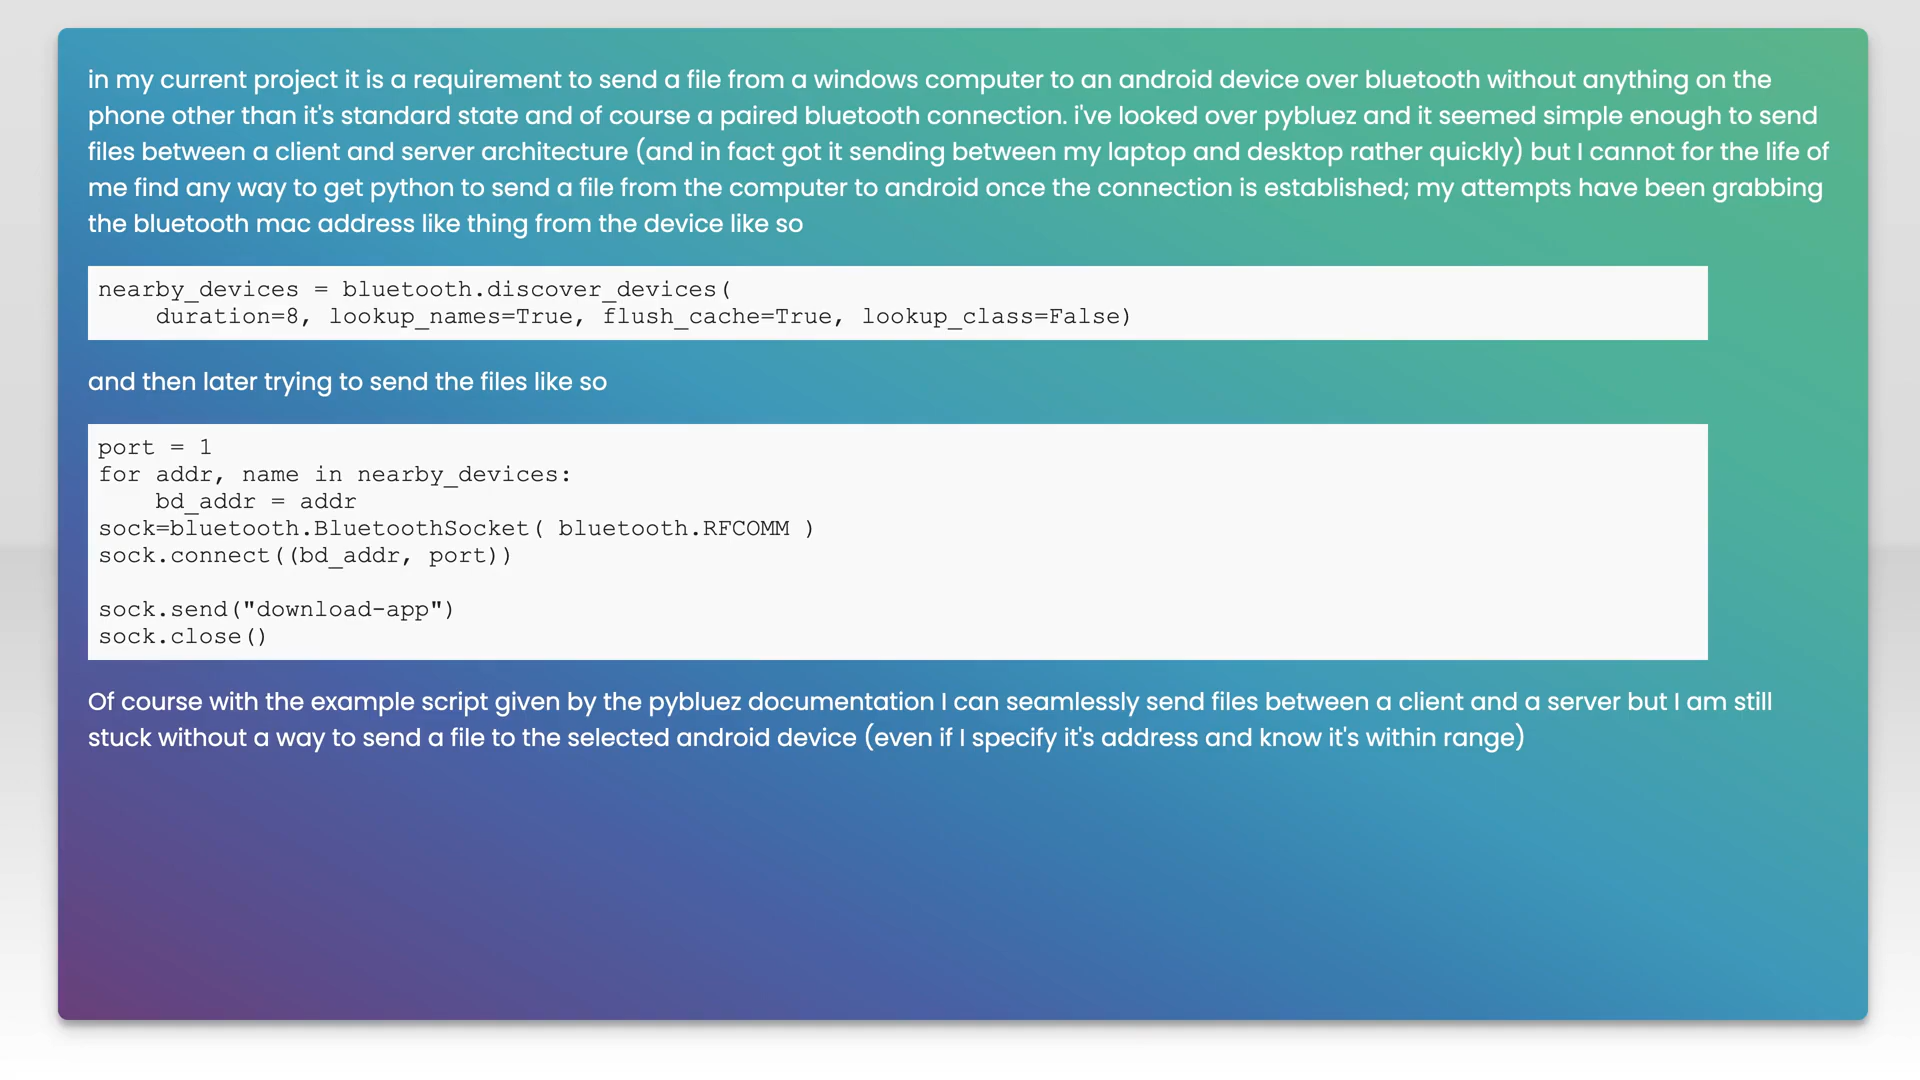 in my current project it is a requirement to send a file from a windows computer to an android device over bluetooth without anything on the
phone other than it's standard state and of course a paired bluetooth connection. i've looked over pybluez and it seemed simple enough to send
files between a client and server architecture (and in fact got it sending between my laptop and desktop rather quickly) but I cannot for the life of
me find any way to get python to send a file from the computer to android once the connection is established; my attempts have been grabbing
the bluetooth mac address like thing from the device like so
nearby_devices = bluetooth.discover_devices(
    duration=8, lookup_names=True, flush_cache=True, lookup_class=False)
and then later trying to send the files like so
port = 1
for addr, name in nearby_devices:
    bd_addr = addr
sock=bluetooth.BluetoothSocket( bluetooth.RFCOMM )
sock.connect((bd_addr, port))
sock.send("download-app")
sock.close()
Of course with the example script given by the pybluez documentation I can seamlessly send files between a client and a server but I am still
stuck without a way to send a file to the selected android device (even if I specify it's address and know it's within range)